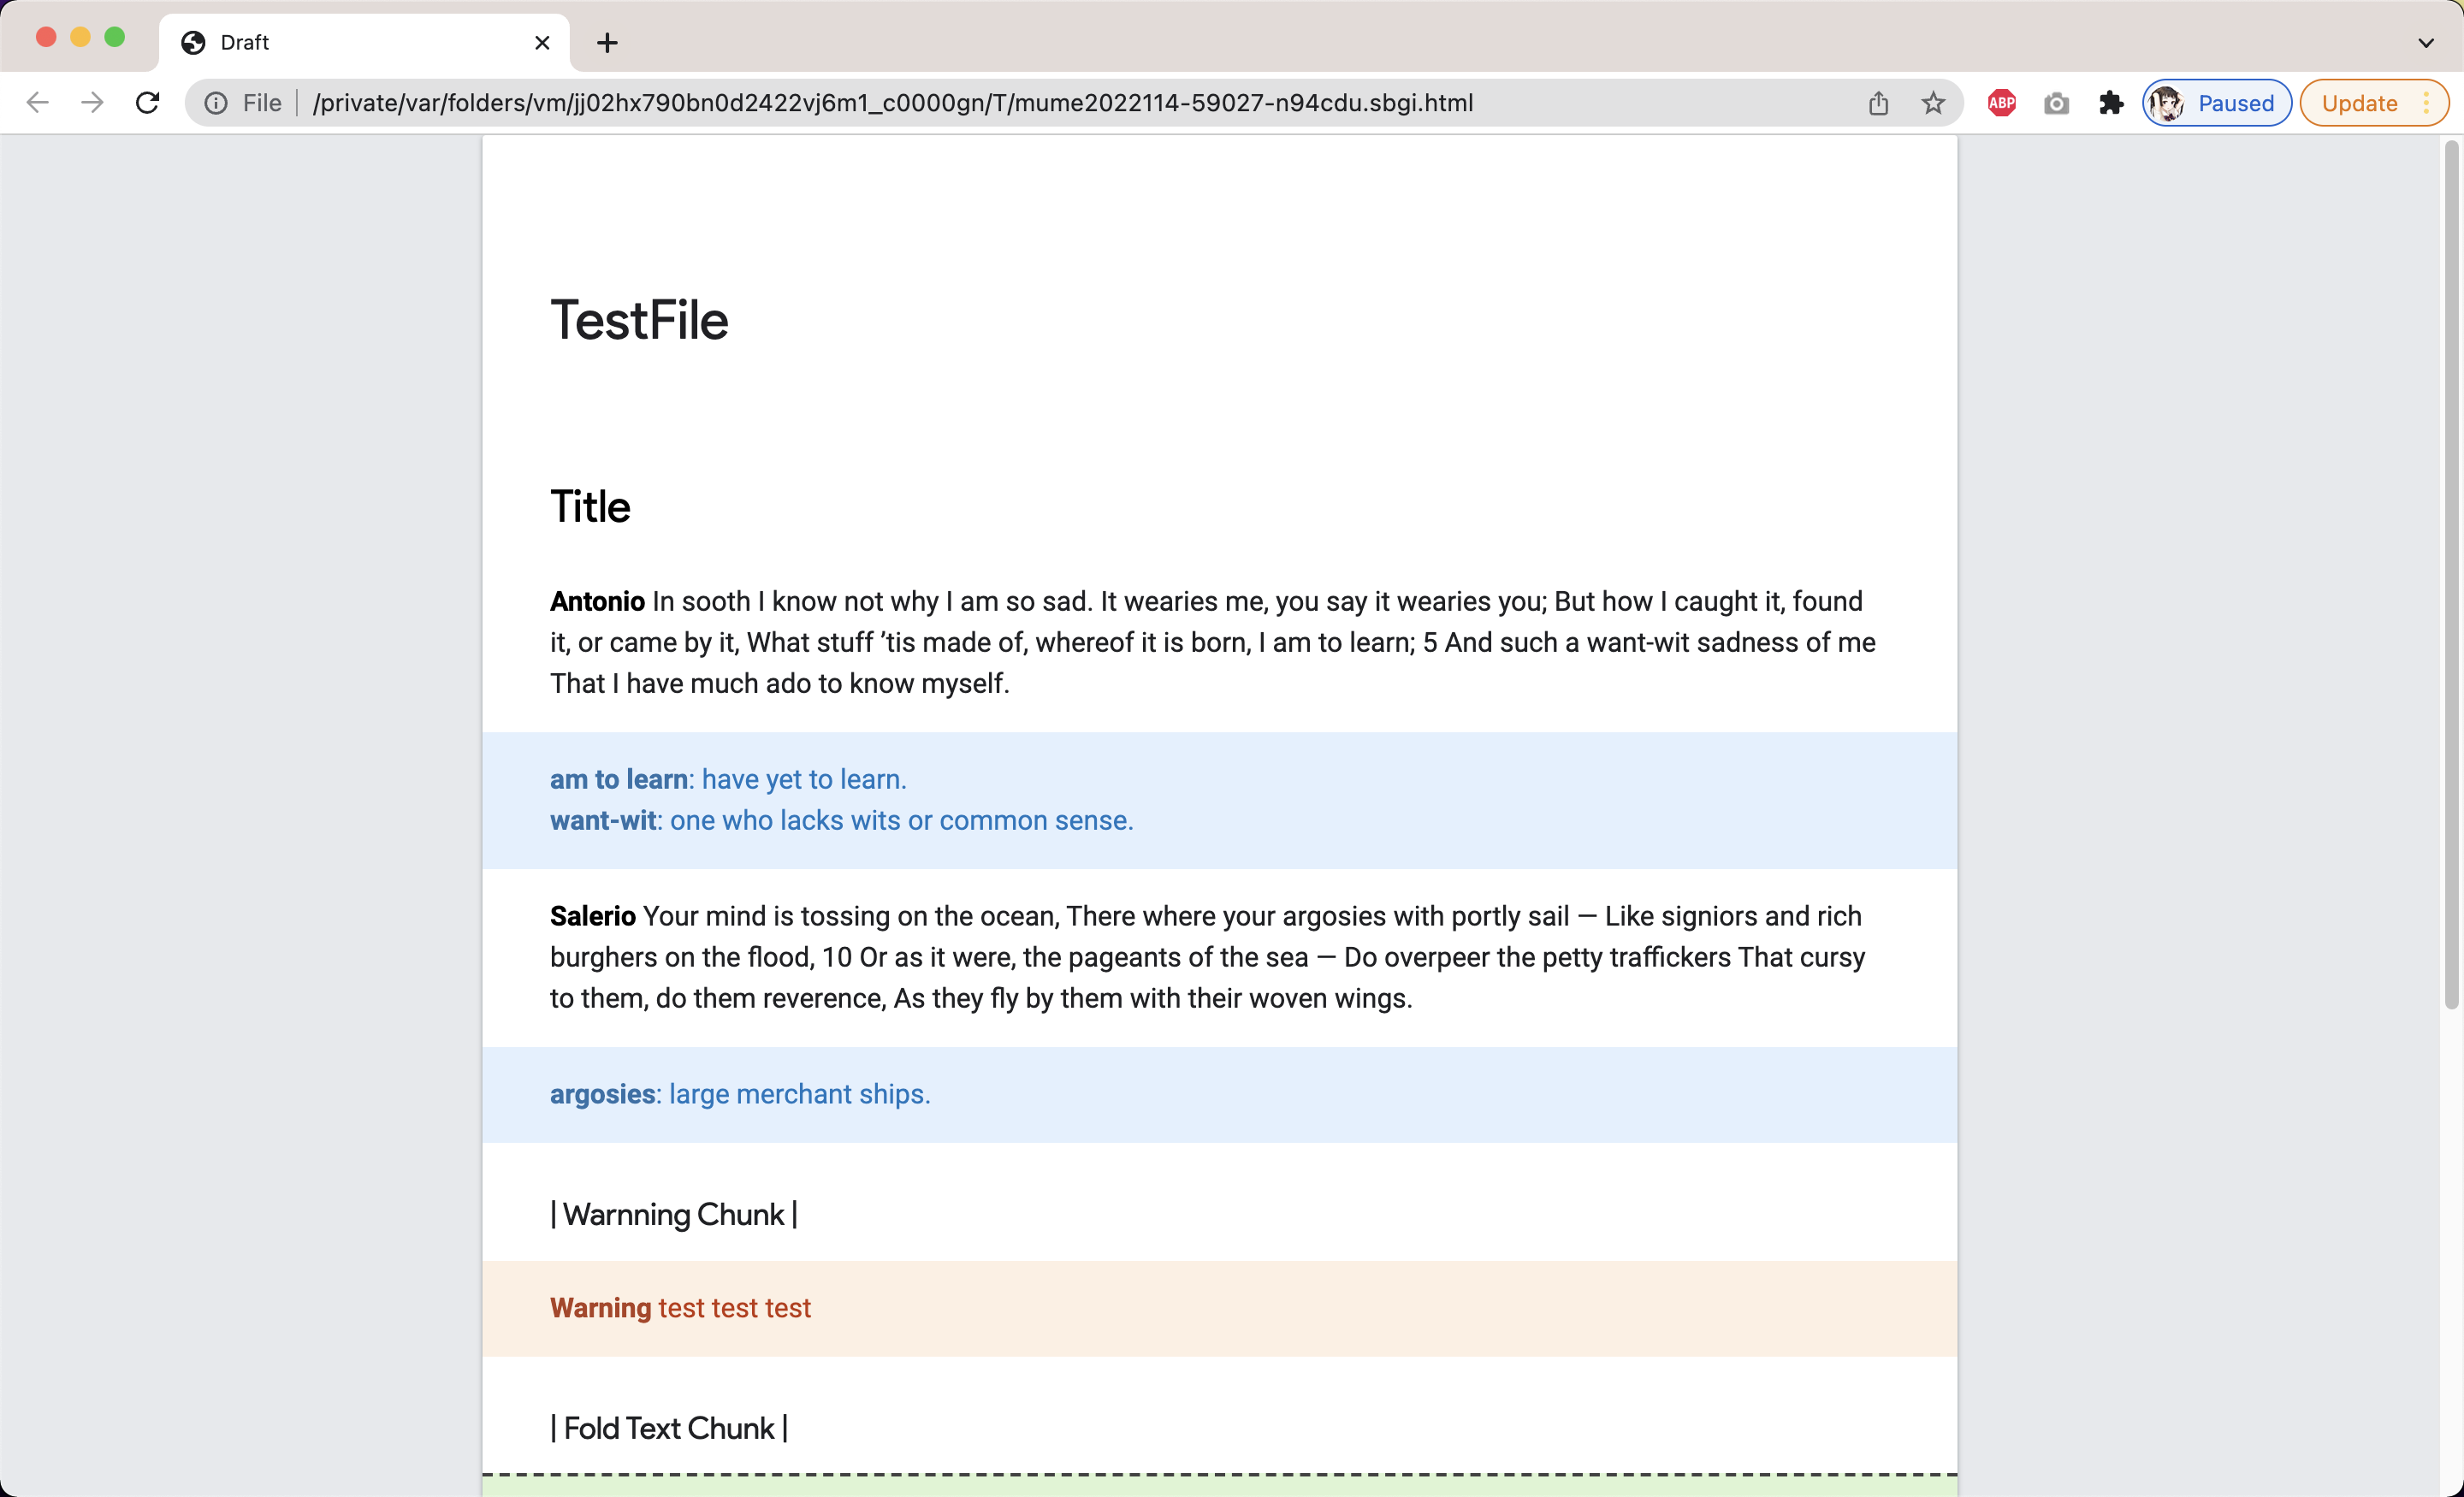 Draft
File
/private/var/folders/vm/jj02hx790bn0d2422vj6m1_c0000gn/T/mume2022114-59027-n94cdu.sbgi.html
ABP
Paused
Update
TestFile
Title
Antonio In sooth I know not why I am so sad. It wearies me, you say it wearies you; But how I caught it, found
it, or came by it, What stuff ’tis made of, whereof it is born, I am to learn; 5 And such a want-wit sadness of me
That I have much ado to know myself.
am to learn: have yet to learn.
want-wit: one who lacks wits or common sense.
Salerio Your mind is tossing on the ocean, There where your argosies with portly sail — Like signiors and rich
burghers on the flood, 10 Or as it were, the pageants of the sea — Do overpeer the petty traffickers That cursy
to them, do them reverence, As they fly by them with their woven wings.
argosies: large merchant ships.
| Warnning Chunk |
Warning test test test
| Fold Text Chunk |